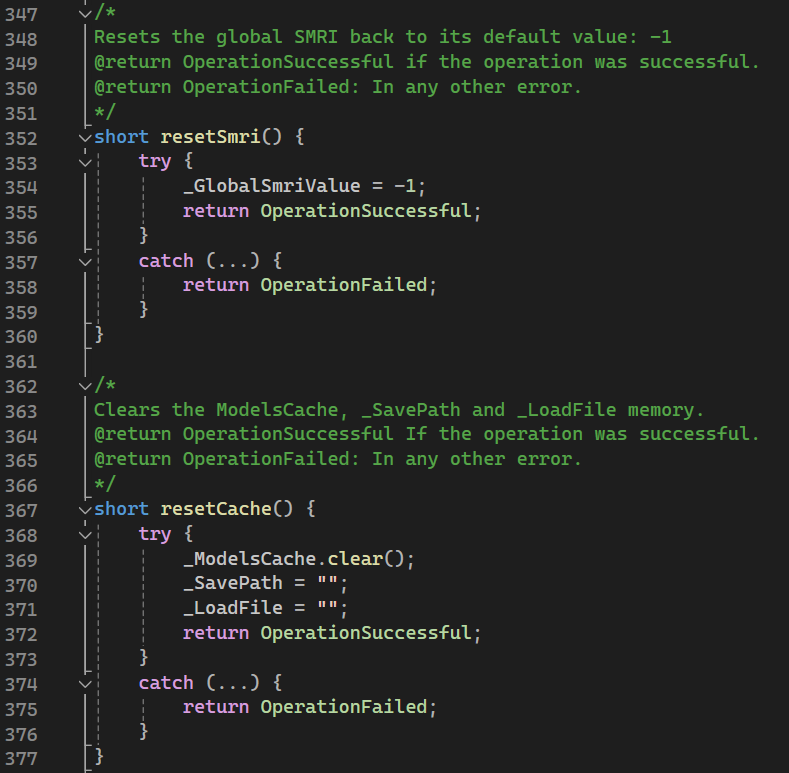 347 /*
348 Resets the global SMRI back to its default value: -1
349 @return OperationSuccessful if the operation was successful.
350 @return OperationFailed: In any other error.
351 */
352 short resetSmri() {
353     try {
354         _GlobalSmriValue = -1;
355         return OperationSuccessful;
356     }
357     catch (...) {
358         return OperationFailed;
359     }
360 }
361
362 /*
363 Clears the ModelsCache, _SavePath and _LoadFile memory.
364 @return OperationSuccessful If the operation was successful.
365 @return OperationFailed: In any other error.
366 */
367 short resetCache() {
368     try {
369         _ModelsCache.clear();
370         _SavePath = "";
371         _LoadFile = "";
372         return OperationSuccessful;
373     }
374     catch (...) {
375         return OperationFailed;
376     }
377 }